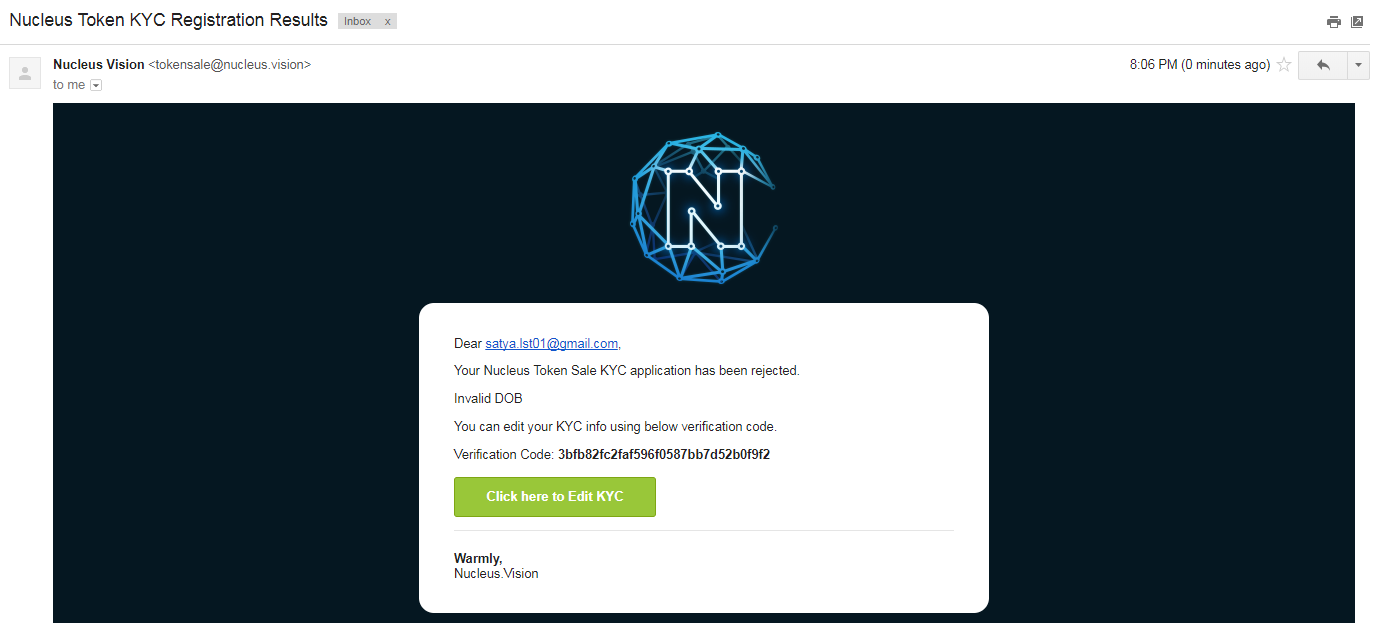 Nucleus Token KYC Registration Results Inbox x
Nucleus Vision <tokensale@nucleus.vision> 8:06 PM (0 minutes ago)
to me
N
Dear satya.lst01@gmail.com,
Your Nucleus Token Sale KYC application has been rejected.
Invalid DOB
You can edit your KYC info using below verification code.
Verification Code: 3bfb82fc2faf596f0587bb7d52b0f9f2
Click here to Edit KYC
Warmly,
Nucleus.Vision